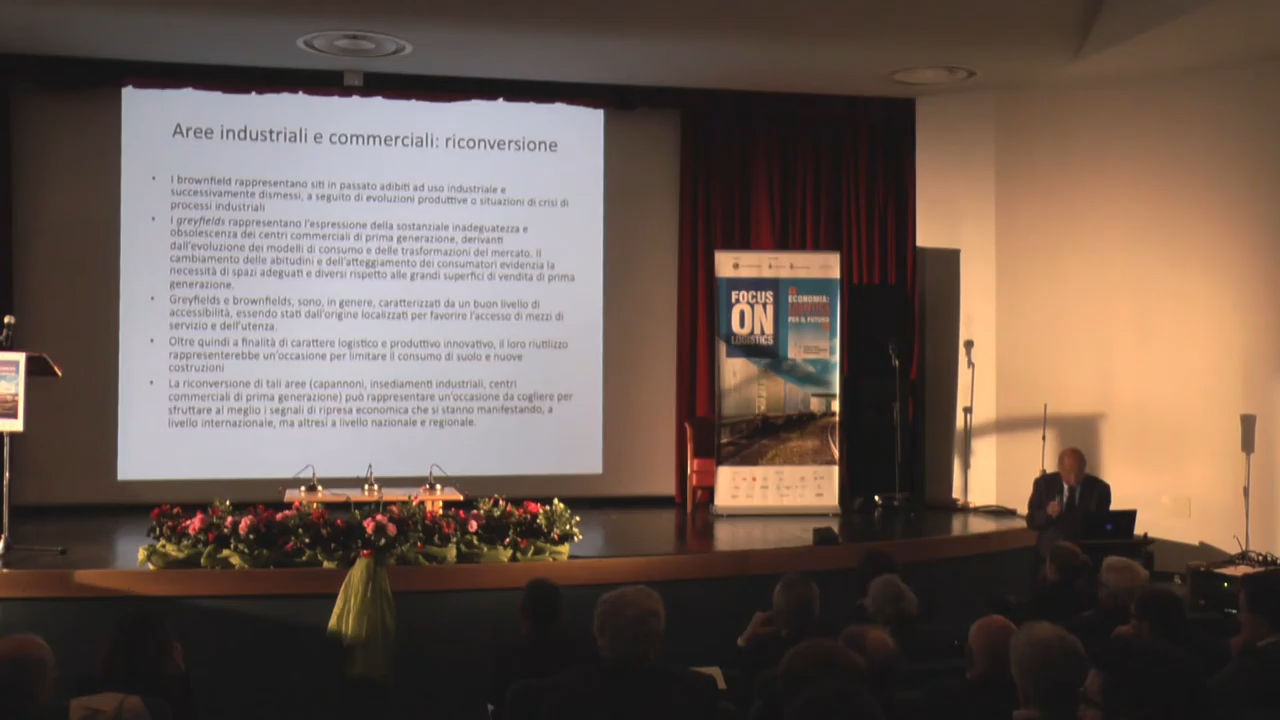 Aree industriali e commerciali: riconversione
• I brownfield rappresentano siti in passato adibiti ad uso industriale e
successivamente dismessi, a seguito di evoluzioni produttive o situazioni di crisi di
processi industriali
• I greyfields rappresentano l'espressione della sostanziale inadeguatezza e
obsolescenza dei centri commerciali di prima generazione, derivanti
dall'evoluzione dei modelli di consumo e delle trasformazioni del mercato. Il
cambiamento delle abitudini e dell'atteggiamento dei consumatori evidenzia la
necessità di spazi adeguati e diversi rispetto alle grandi superfici di vendita di prima
generazione.
• Greyfields e brownfields, sono, in genere, caratterizzati da un buon livello di
accessibilità, essendo stati dall'origine localizzati per favorire l'accesso di mezzi di
servizio e dell'utenza.
• Oltre quindi a finalità di carattere logistico e produttivo innovativo, il loro riutilizzo
rappresenterebbe un'occasione per limitare il consumo di suolo e nuove
costruzioni
• La riconversione di tali aree (capannoni, insediamenti industriali, centri
commerciali di prima generazione) può rappresentare un'occasione da cogliere per
sfruttare al meglio i segnali di ripresa economica che si stanno manifestando, a
livello internazionale, ma altresì a livello nazionale e regionale.
FOCUS
ON
LOGISTICS
ECONOMIA:
LOGISTICA
PER IL FUTURO